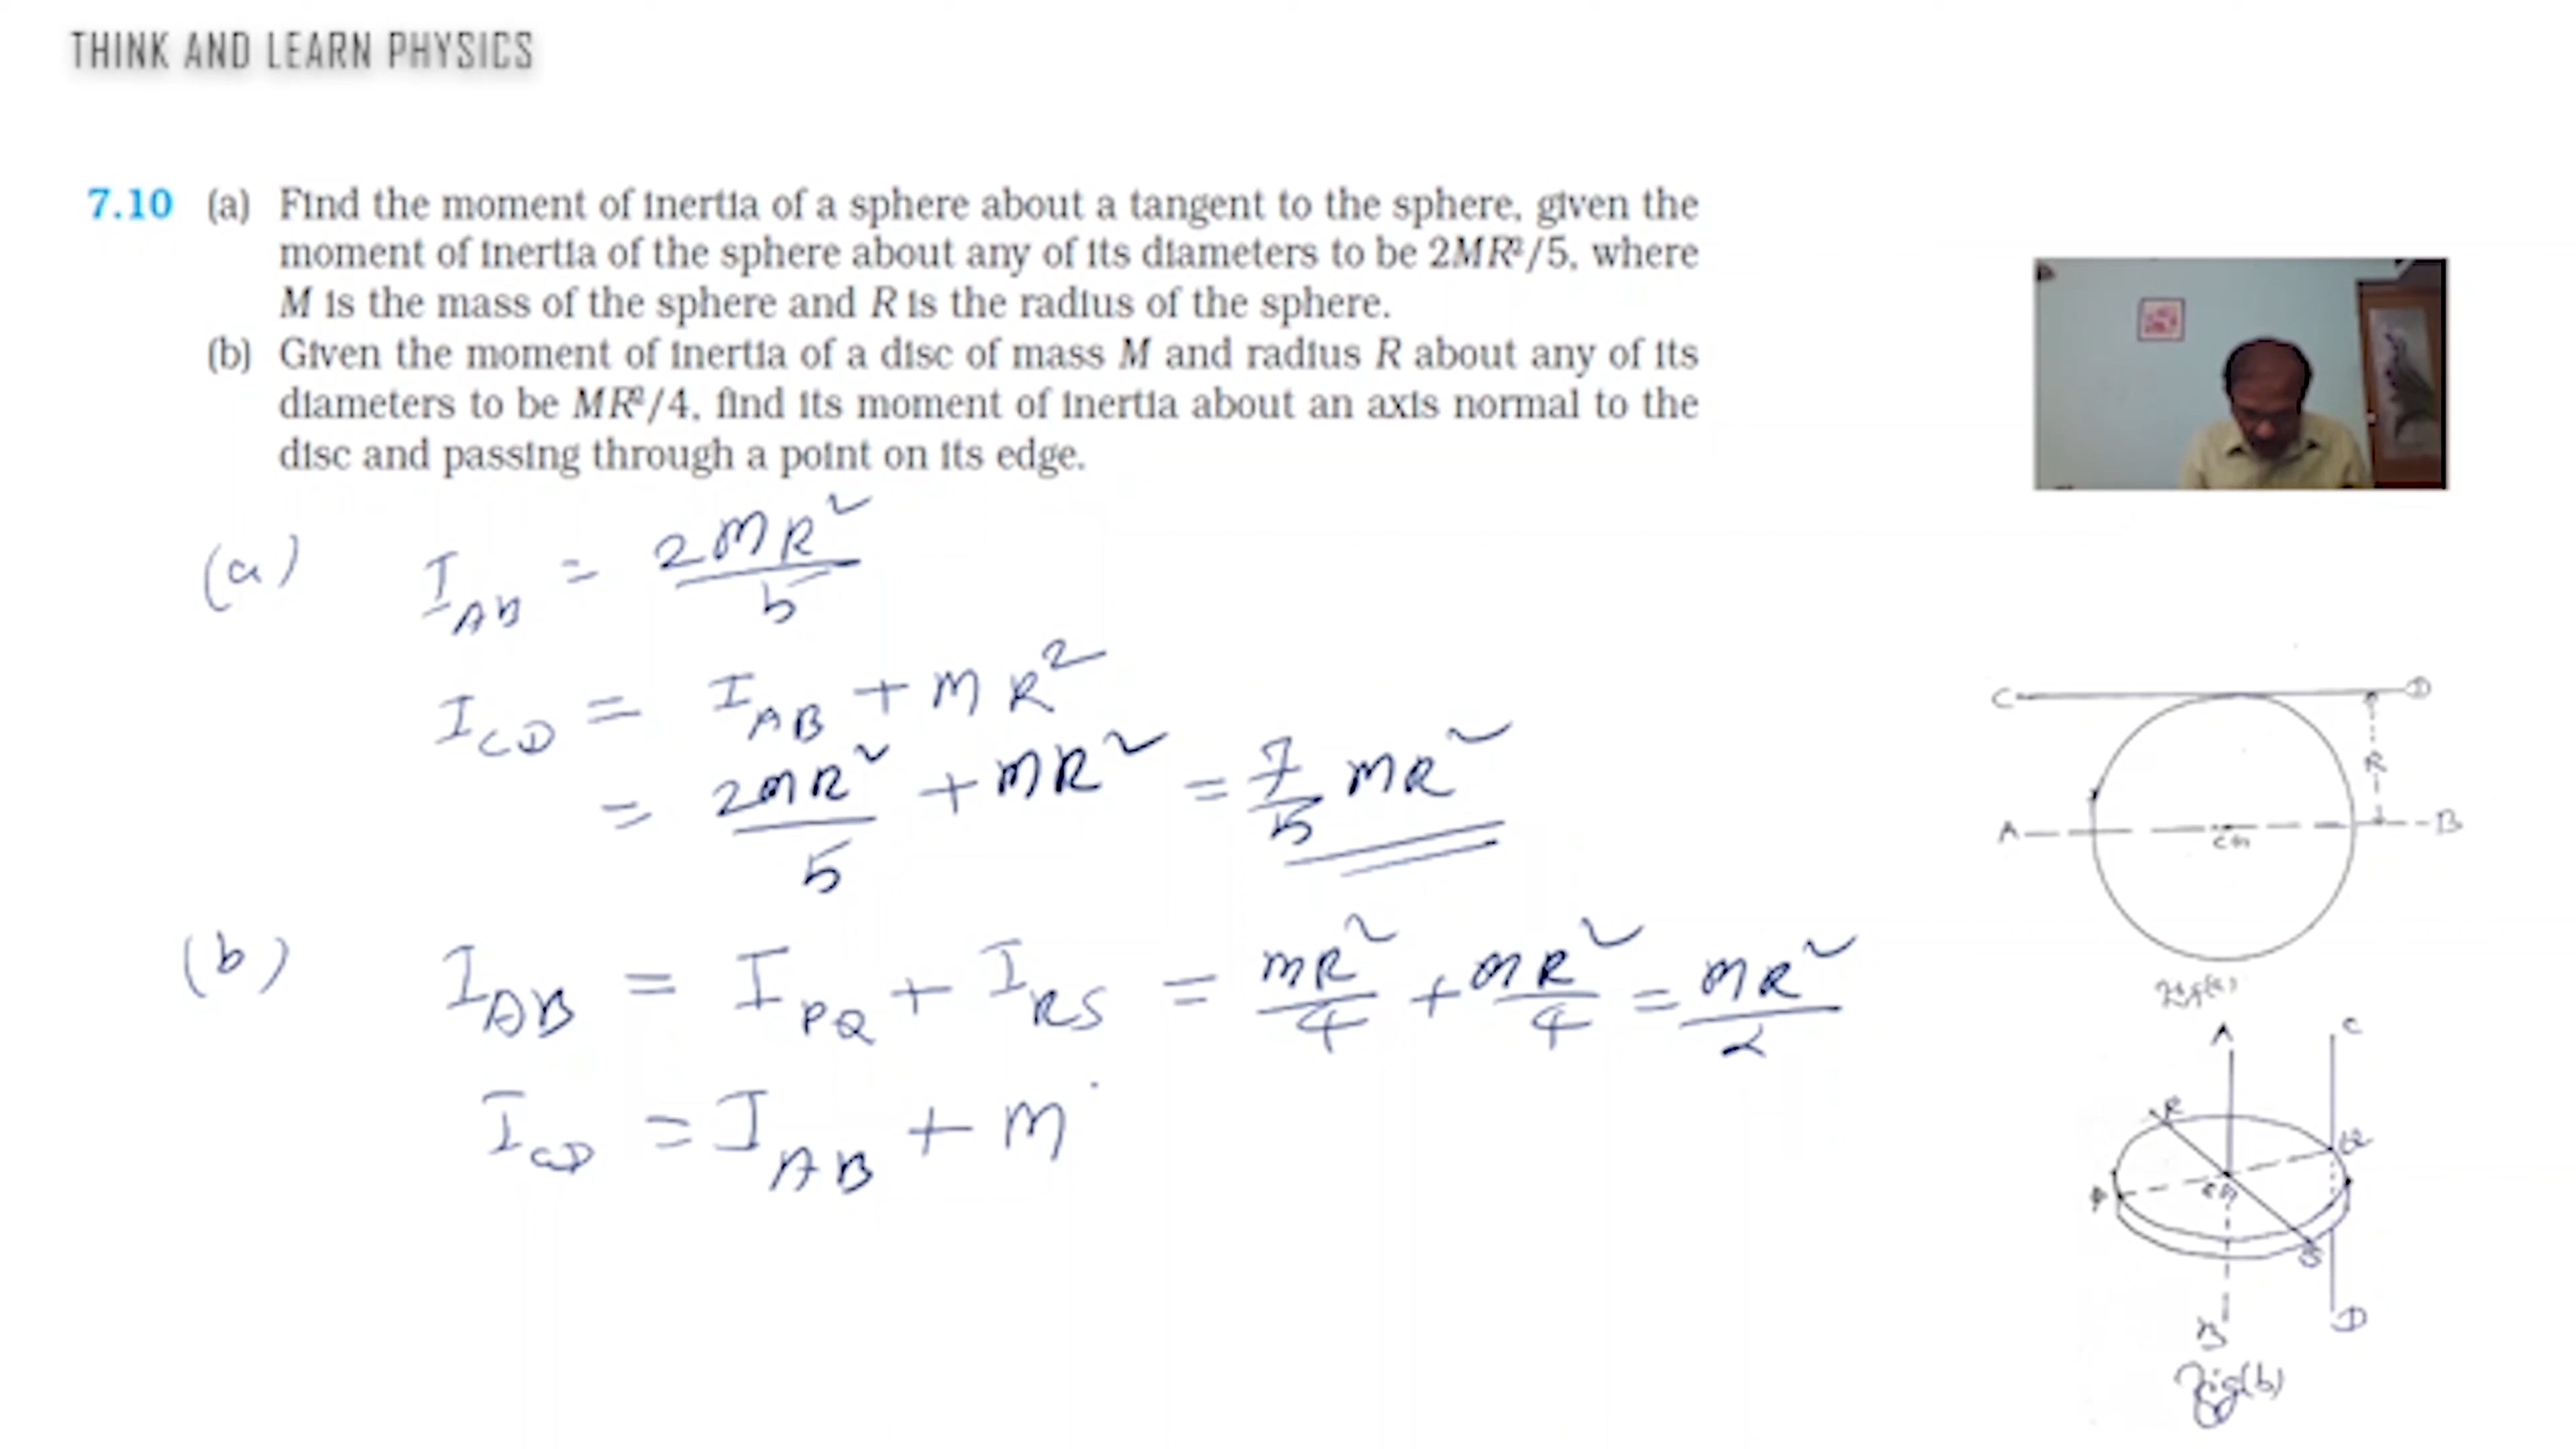 THINK AND LEARN PHYSICS
7.10 (a) Find the moment of inertia of a sphere about a tangent to the sphere, given the
moment of inertia of the sphere about any of its diameters to be 2MR²/5, where
M is the mass of the sphere and R is the radius of the sphere.
(b) Given the moment of inertia of a disc of mass M and radius R about any of its
diameters to be MR²/4, find its moment of inertia about an axis normal to the
disc and passing through a point on its edge.
(a) I_AB = 2MR²/5
I_CD = I_AB + MR²
= 2MR²/5 + MR² = 7/5 MR²
(b) I_AB = I_PQ + I_RS = MR²/4 + MR²/4 = MR²/2
I_CD = I_AB + M
C D
R
A B
CM
Fig(a)
A C
R Q
P CM
S
B D
Fig(b)